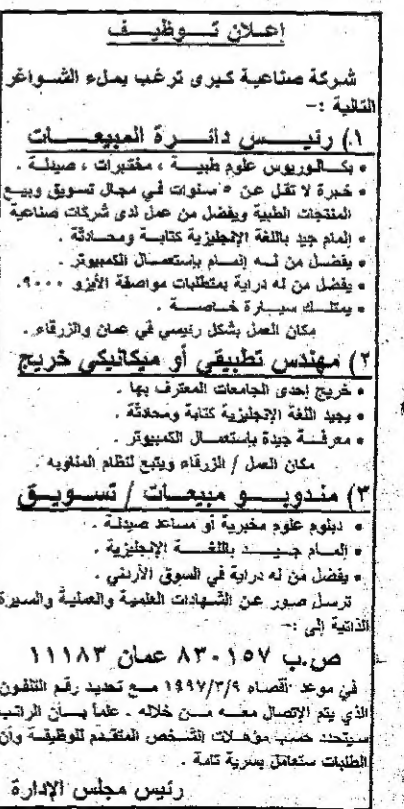 إعلان توظيف
شركة صناعية كبرى ترغب بملء الشواغر
التالية :-
١) رئيس دائرة المبيعات
• بكالوريوس علوم طبية ، مختبرات ، صيدلة .
• خبرة لا تقل عن ٥ سنوات في مجال تسويق وبيع
المنتجات الطبية ويفضل من عمل لدى شركات صناعية
• إلمام جيد باللغة الإنجليزية كتابة ومحادثة .
• يفضل من له إلمام بإستعمال الكمبيوتر .
• يفضل من له دراية بمتطلبات مواصفة الأيزو ٩٠٠٠.
• يمتلك سيارة خاصة .
مكان العمل بشكل رئيسي في عمان والزرقاء .
٢) مهندس تطبيقي أو ميكانيكي خريج
• خريج إحدى الجامعات المعترف بها .
• يجيد اللغة الإنجليزية كتابة ومحادثة .
• معرفة جيدة بإستعمال الكمبيوتر .
مكان العمل / الزرقاء ويتبع لنظام المناوبه .
٣) مندوبو مبيعات / تسويق
• دبلوم علوم مخبرية أو مساعد صيدلة .
• إلمام جيد باللغة الإنجليزية .
• يفضل من له دراية في السوق الأردني .
ترسل صور عن الشهادات العلمية والعملية والسيرة
الذاتية إلى :-
ص.ب ٨٣٠١٥٧ عمان ١١١٨٣
في موعد أقصاه ١٩٩٧/٣/٩ مع تحديد رقم التلفون
الذي يتم الإتصال معه من خلاله . علماً بأن الراتب
سيتحدد حسب مؤهلات الشخص المتقدم للوظيفة وأن
الطلبات ستعامل بسرية تامة .
رئيس مجلس الإدارة